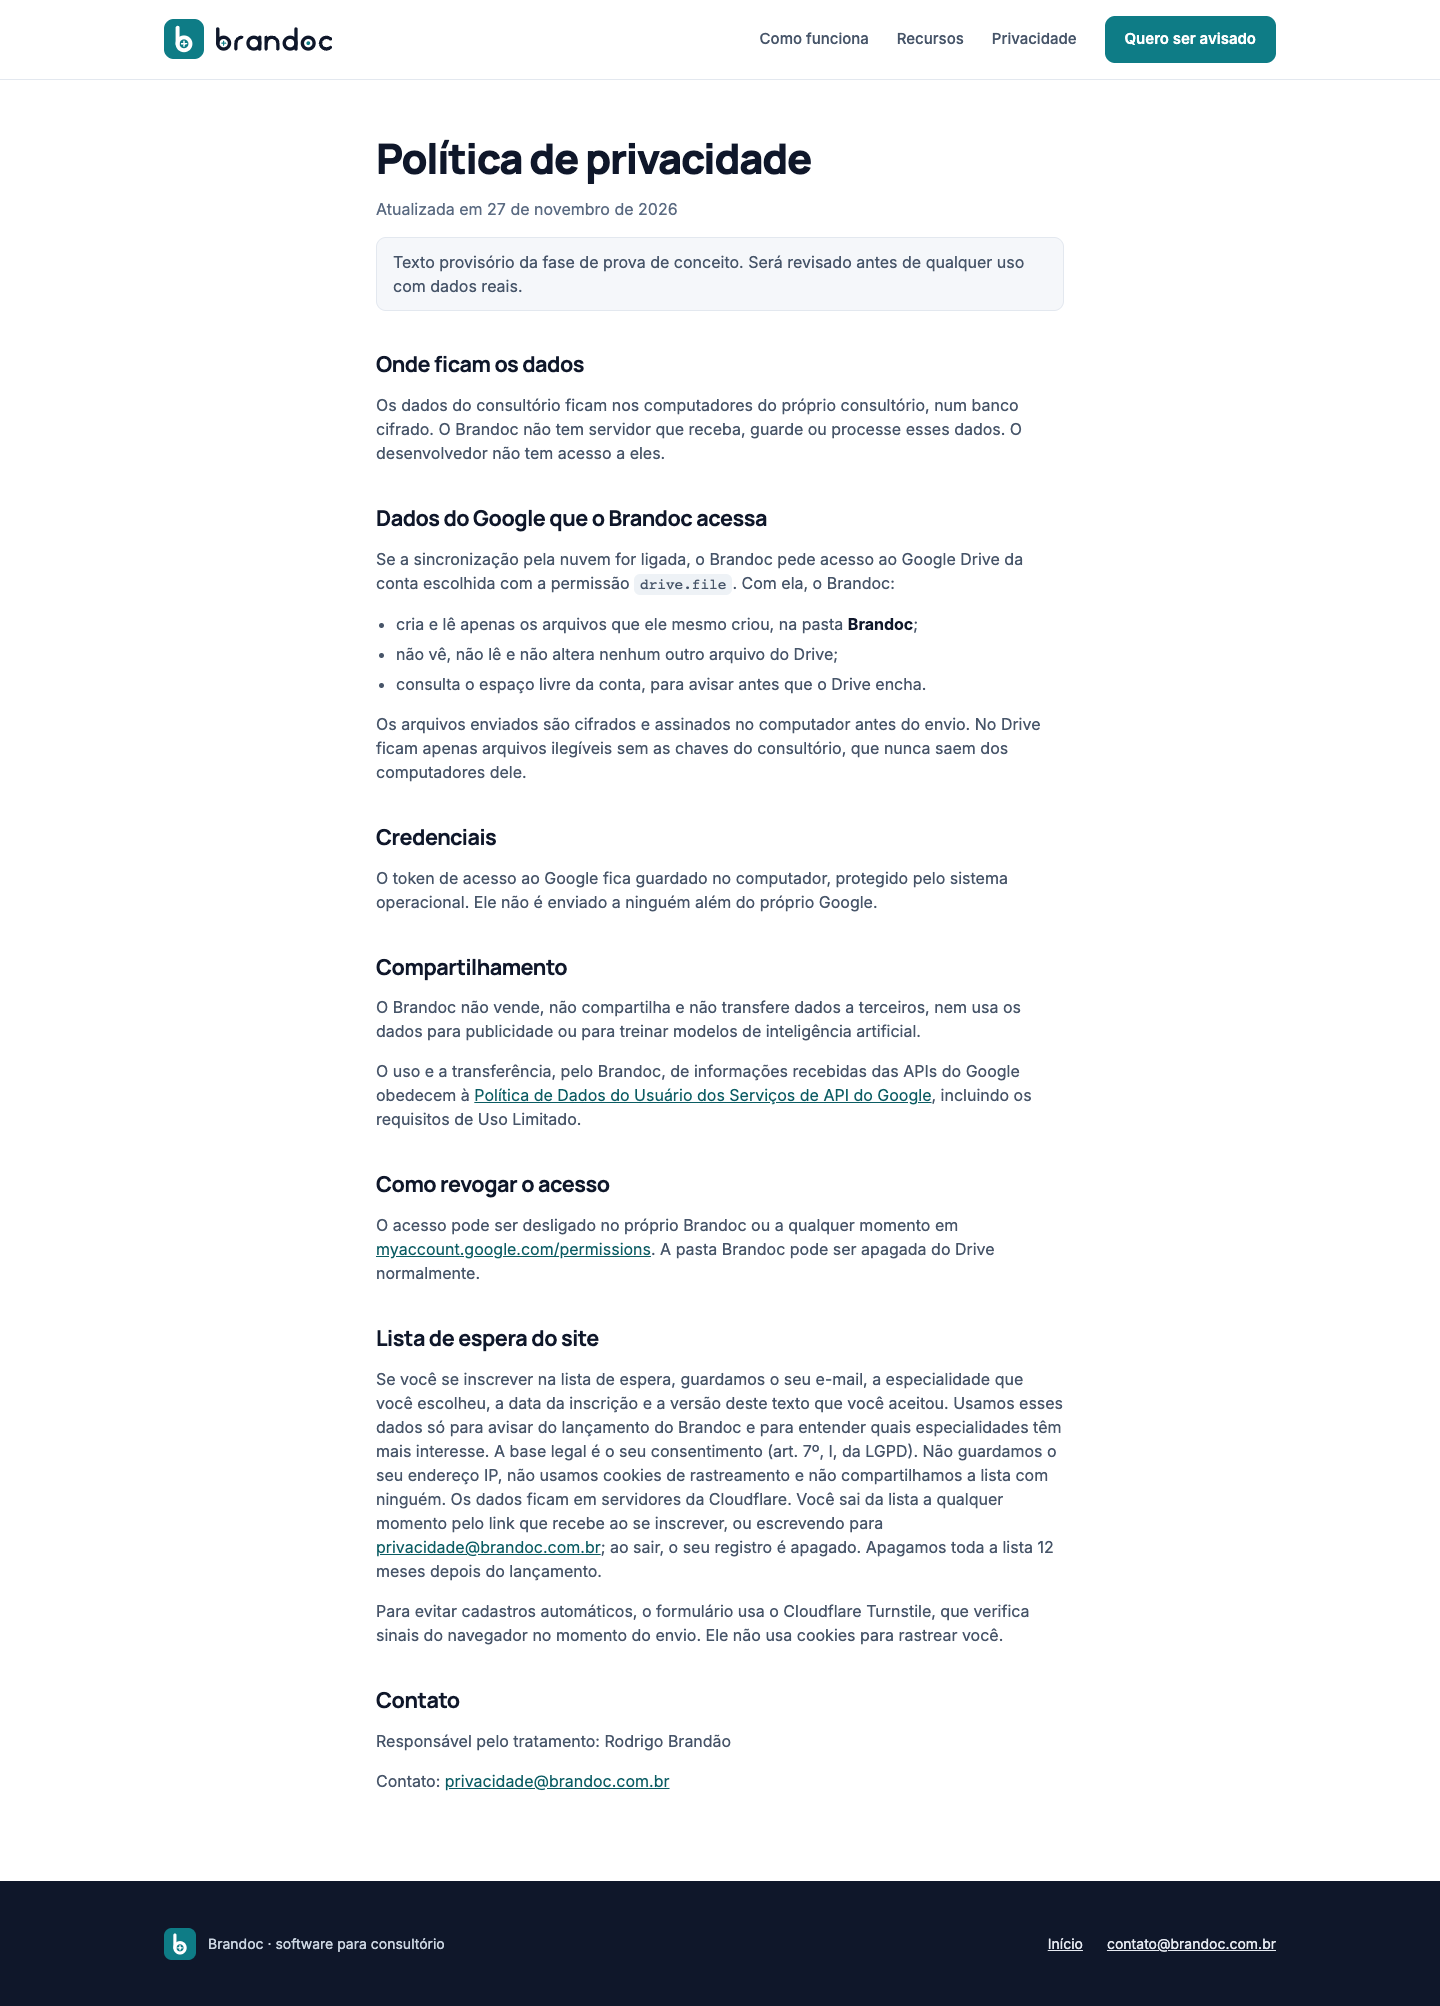 brandoc
Como funciona
Recursos
Privacidade
Quero ser avisado
Política de privacidade
Atualizada em 27 de novembro de 2026
Texto provisório da fase de prova de conceito. Será revisado antes de qualquer uso
com dados reais.
Onde ficam os dados
Os dados do consultório ficam nos computadores do próprio consultório, num banco
cifrado. O Brandoc não tem servidor que receba, guarde ou processe esses dados. O
desenvolvedor não tem acesso a eles.
Dados do Google que o Brandoc acessa
Se a sincronização pela nuvem for ligada, o Brandoc pede acesso ao Google Drive da
conta escolhida com a permissão drive.file. Com ela, o Brandoc:
• cria e lê apenas os arquivos que ele mesmo criou, na pasta Brandoc;
• não vê, não lê e não altera nenhum outro arquivo do Drive;
• consulta o espaço livre da conta, para avisar antes que o Drive encha.
Os arquivos enviados são cifrados e assinados no computador antes do envio. No Drive
ficam apenas arquivos ilegíveis sem as chaves do consultório, que nunca saem dos
computadores dele.
Credenciais
O token de acesso ao Google fica guardado no computador, protegido pelo sistema
operacional. Ele não é enviado a ninguém além do próprio Google.
Compartilhamento
O Brandoc não vende, não compartilha e não transfere dados a terceiros, nem usa os
dados para publicidade ou para treinar modelos de inteligência artificial.
O uso e a transferência, pelo Brandoc, de informações recebidas das APIs do Google
obedecem à Política de Dados do Usuário dos Serviços de API do Google, incluindo os
requisitos de Uso Limitado.
Como revogar o acesso
O acesso pode ser desligado no próprio Brandoc ou a qualquer momento em
myaccount.google.com/permissions. A pasta Brandoc pode ser apagada do Drive
normalmente.
Lista de espera do site
Se você se inscrever na lista de espera, guardamos o seu e-mail, a especialidade que
você escolheu, a data da inscrição e a versão deste texto que você aceitou. Usamos esses
dados só para avisar do lançamento do Brandoc e para entender quais especialidades têm
mais interesse. A base legal é o seu consentimento (art. 7º, I, da LGPD). Não guardamos o
seu endereço IP, não usamos cookies de rastreamento e não compartilhamos a lista com
ninguém. Os dados ficam em servidores da Cloudflare. Você sai da lista a qualquer
momento pelo link que recebe ao se inscrever, ou escrevendo para
privacidade@brandoc.com.br; ao sair, o seu registro é apagado. Apagamos toda a lista 12
meses depois do lançamento.
Para evitar cadastros automáticos, o formulário usa o Cloudflare Turnstile, que verifica
sinais do navegador no momento do envio. Ele não usa cookies para rastrear você.
Contato
Responsável pelo tratamento: Rodrigo Brandão
Contato: privacidade@brandoc.com.br
Brandoc · software para consultório
Início
contato@brandoc.com.br